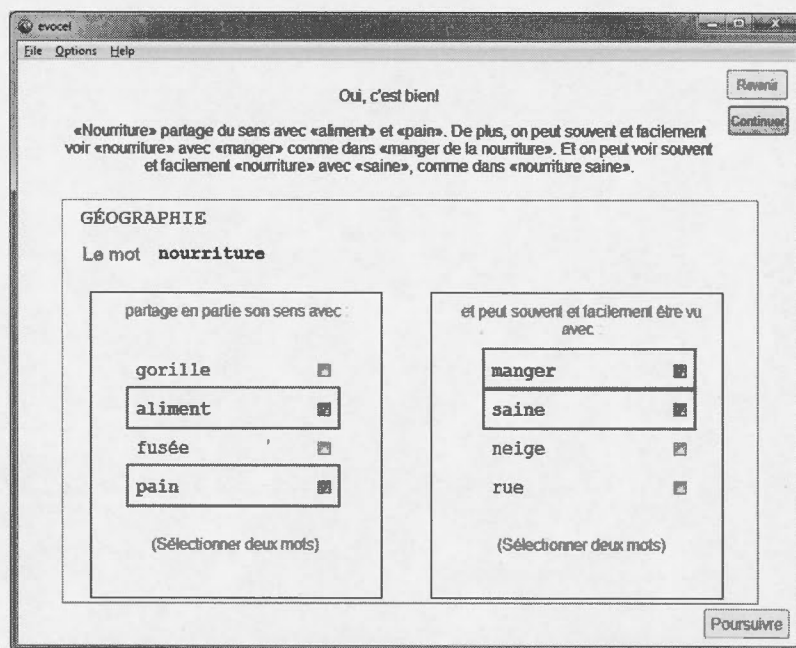 evocel
File Options Help
Oui, c'est bien!
Revenir
Continuer
«Nourriture» partage du sens avec «aliment» et «pain». De plus, on peut souvent et facilement
voir «nourriture» avec «manger» comme dans «manger de la nourriture». Et on peut voir souvent
et facilement «nourriture» avec «saine», comme dans «nourriture saine».
GÉOGRAPHIE
Le mot nourriture
partage en partie son sens avec :
gorille
aliment
fusée
pain
(Sélectionner deux mots)
et peut souvent et facilement être vu
avec :
manger
saine
neige
rue
(Sélectionner deux mots)
Poursuivre